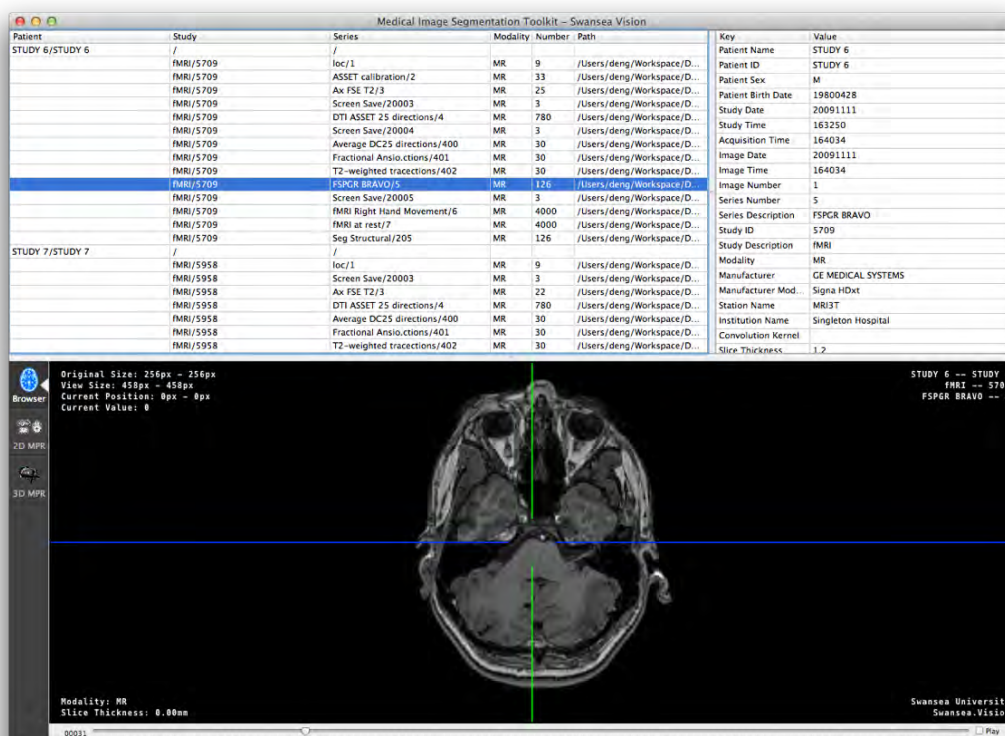 Medical Image Segmentation Toolkit – Swansea Vision
Patient Study Series Modality Number Path
STUDY 6/STUDY 6 / /
fMRI/5709 loc/1 MR 9 /Users/deng/Workspace/D...
fMRI/5709 ASSET calibration/2 MR 33 /Users/deng/Workspace/D...
fMRI/5709 Ax FSE T2/3 MR 25 /Users/deng/Workspace/D...
fMRI/5709 Screen Save/20003 MR 3 /Users/deng/Workspace/D...
fMRI/5709 DTI ASSET 25 directions/4 MR 780 /Users/deng/Workspace/D...
fMRI/5709 Screen Save/20004 MR 3 /Users/deng/Workspace/D...
fMRI/5709 Average DC25 directions/400 MR 30 /Users/deng/Workspace/D...
fMRI/5709 Fractional Ansio.ctions/401 MR 30 /Users/deng/Workspace/D...
fMRI/5709 T2-weighted tracections/402 MR 30 /Users/deng/Workspace/D...
fMRI/5709 FSPGR BRAVO/5 MR 126 /Users/deng/Workspace/D...
fMRI/5709 Screen Save/20005 MR 3 /Users/deng/Workspace/D...
fMRI/5709 fMRI Right Hand Movement/6 MR 4000 /Users/deng/Workspace/D...
fMRI/5709 fMRI at rest/7 MR 4000 /Users/deng/Workspace/D...
fMRI/5709 Seg Structural/205 MR 126 /Users/deng/Workspace/D...
STUDY 7/STUDY 7 / /
fMRI/5958 loc/1 MR 9 /Users/deng/Workspace/D...
fMRI/5958 Screen Save/20003 MR 3 /Users/deng/Workspace/D...
fMRI/5958 Ax FSE T2/3 MR 22 /Users/deng/Workspace/D...
fMRI/5958 DTI ASSET 25 directions/4 MR 780 /Users/deng/Workspace/D...
fMRI/5958 Average DC25 directions/400 MR 30 /Users/deng/Workspace/D...
fMRI/5958 Fractional Ansio.ctions/401 MR 30 /Users/deng/Workspace/D...
fMRI/5958 T2-weighted tracections/402 MR 30 /Users/deng/Workspace/D...
Key Value
Patient Name STUDY 6
Patient ID STUDY 6
Patient Sex M
Patient Birth Date 19800428
Study Date 20091111
Study Time 163250
Acquisition Time 164034
Image Date 20091111
Image Time 164034
Image Number 1
Series Number 5
Series Description FSPGR BRAVO
Study ID 5709
Study Description fMRI
Modality MR
Manufacturer GE MEDICAL SYSTEMS
Manufacturer Mod... Signa HDxt
Station Name MRI3T
Institution Name Singleton Hospital
Convolution Kernel
Slice Thickness 1.2
Browser
2D MPR
3D MPR
Original Size: 256px - 256px
View Size: 458px - 458px
Current Position: 0px - 0px
Current Value: 0
STUDY 6 -- STUDY
fMRI -- 570
FSPGR BRAVO --
Modality: MR
Slice Thickness: 0.00mm
Swansea Universit
Swansea.Visio
00031
Play